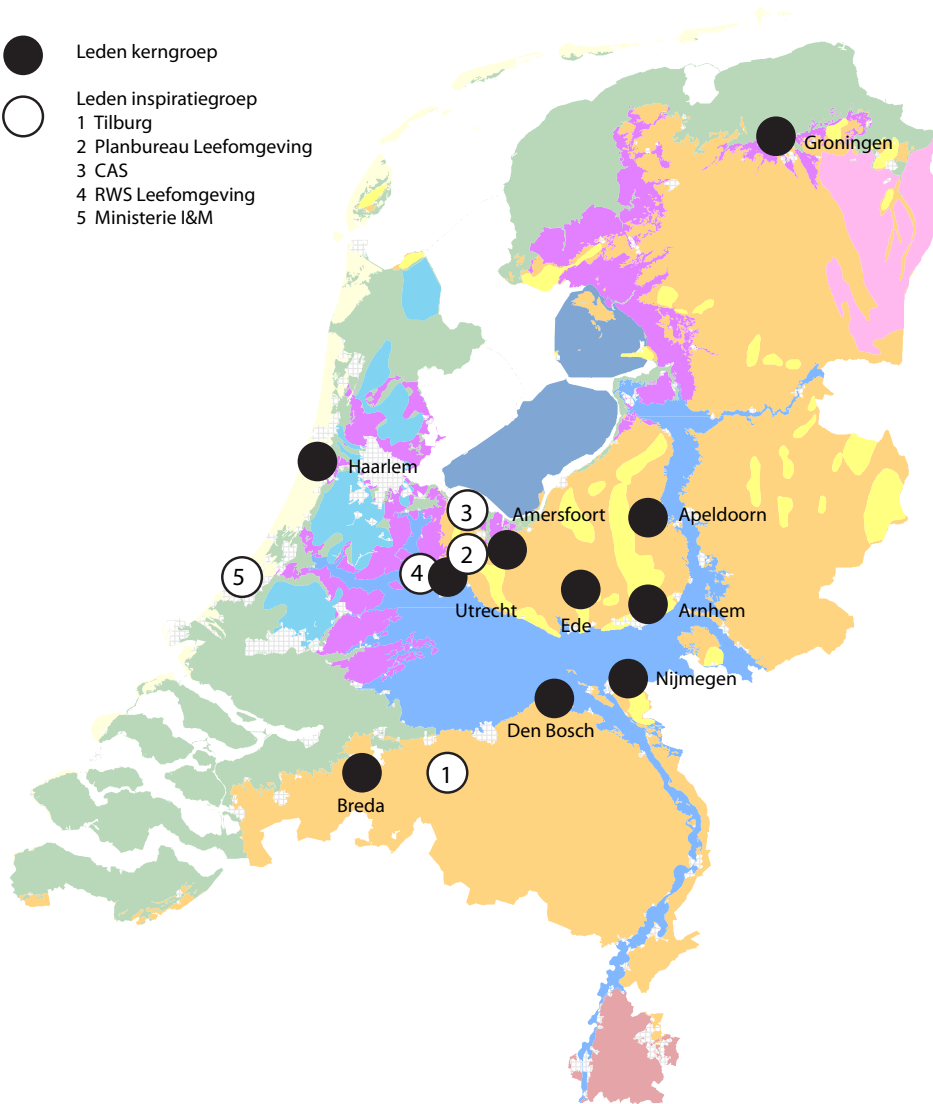 Leden kerngroep
Leden inspiratiegroep
1 Tilburg
2 Planbureau Leefomgeving
3 CAS
4 RWS Leefomgeving
5 Ministerie I&M
Groningen
Haarlem
3
Amersfoort
Apeldoorn
2
4
5
Utrecht
Ede
Arnhem
Nijmegen
Den Bosch
1
Breda